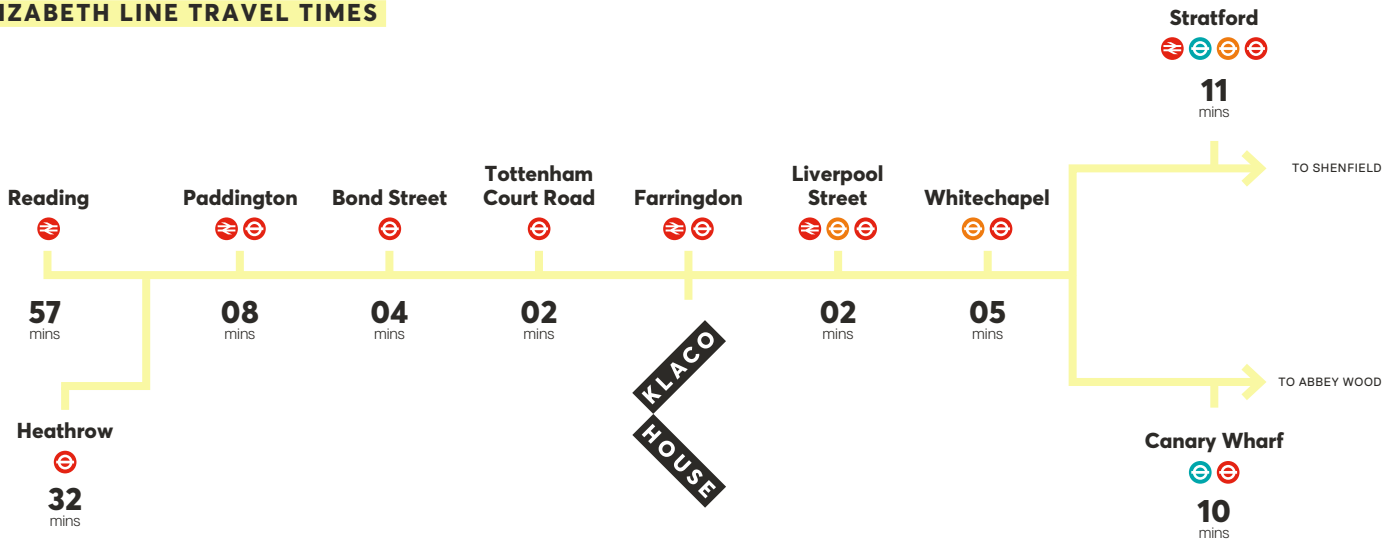 IZABETH LINE TRAVEL TIMES
Stratford
11
mins
TO SHENFIELD
Reading
Paddington
Bond Street
Tottenham
Court Road
Farringdon
Liverpool
Street
Whitechapel
57
mins
08
mins
04
mins
02
mins
02
mins
05
mins
KLACO
HOUSE
TO ABBEY WOOD
Heathrow
32
mins
Canary Wharf
10
mins